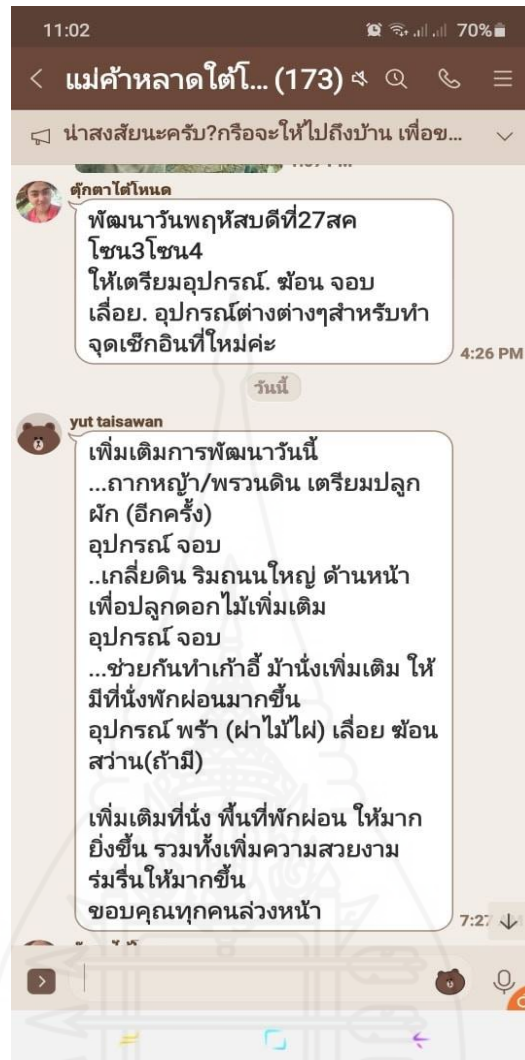 11:02
70%
แม่ค้าหลาดใต้โ... (173)
น่าสงสัยนะครับ?กรือจะให้ไปถึงบ้าน เพื่อข...
ตุ๊กตาใต้โหนด
พัฒนาวันพฤหัสบดีที่27สค
โซน3โซน4
ให้เตรียมอุปกรณ์. ฆ้อน จอบ
เลื่อย. อุปกรณ์ต่างต่างๆสำหรับทำ
จุดเช็กอินที่ใหม่ค่ะ
4:26 PM
วันนี้
yut taisawan
เพิ่มเติมการพัฒนาวันนี้
...ถากหญ้า/พรวนดิน เตรียมปลูก
ผัก (อีกครั้ง)
อุปกรณ์ จอบ
..เกลี่ยดิน ริมถนนใหญ่ ด้านหน้า
เพื่อปลูกดอกไม้เพิ่มเติม
อุปกรณ์ จอบ
...ช่วยกันทำเก้าอี้ ม้านั่งเพิ่มเติม ให้
มีที่นั่งพักผ่อนมากขึ้น
อุปกรณ์ พร้า (ผ่าไม้ไผ่) เลื่อย ฆ้อน
สว่าน(ถ้ามี)
เพิ่มเติมที่นั่ง พื้นที่พักผ่อน ให้มาก
ยิ่งขึ้น รวมทั้งเพิ่มความสวยงาม
ร่มรื่นให้มากขึ้น
ขอบคุณทุกคนล่วงหน้า
7:27